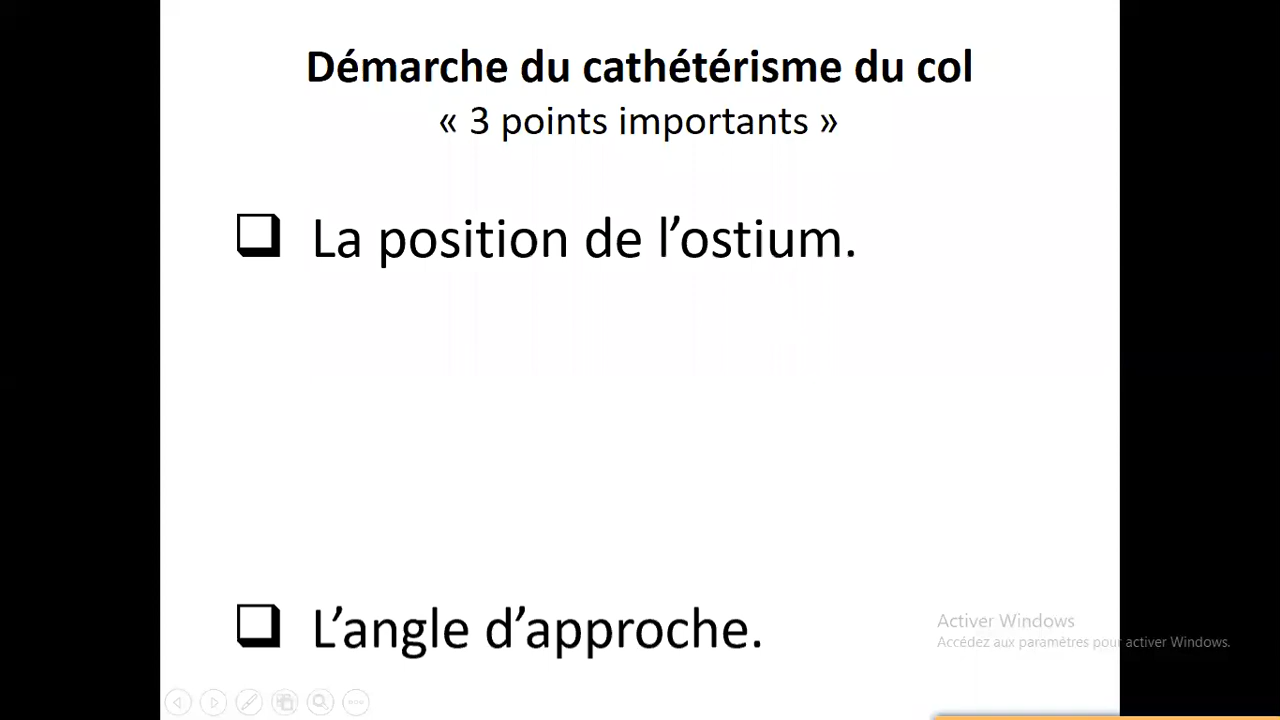 Démarche du cathétérisme du col
« 3 points importants »
La position de l’ostium.
L’angle d’approche.
Activer Windows
Accédez aux paramètres pour activer Windows.